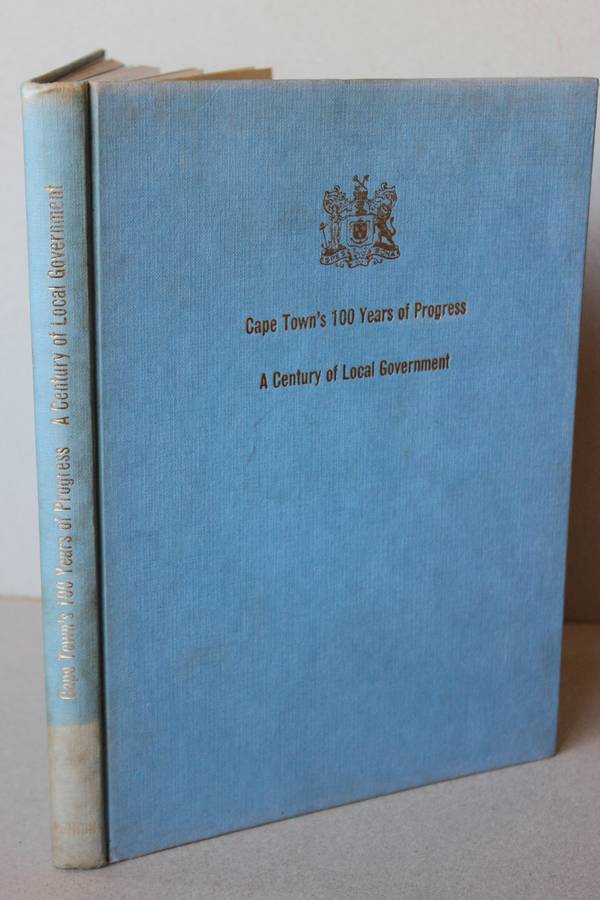 Cape Town's 100 Years of Progress
A Century of Local Government
Cape Town's 100 Years of Progress A Century of Local Government